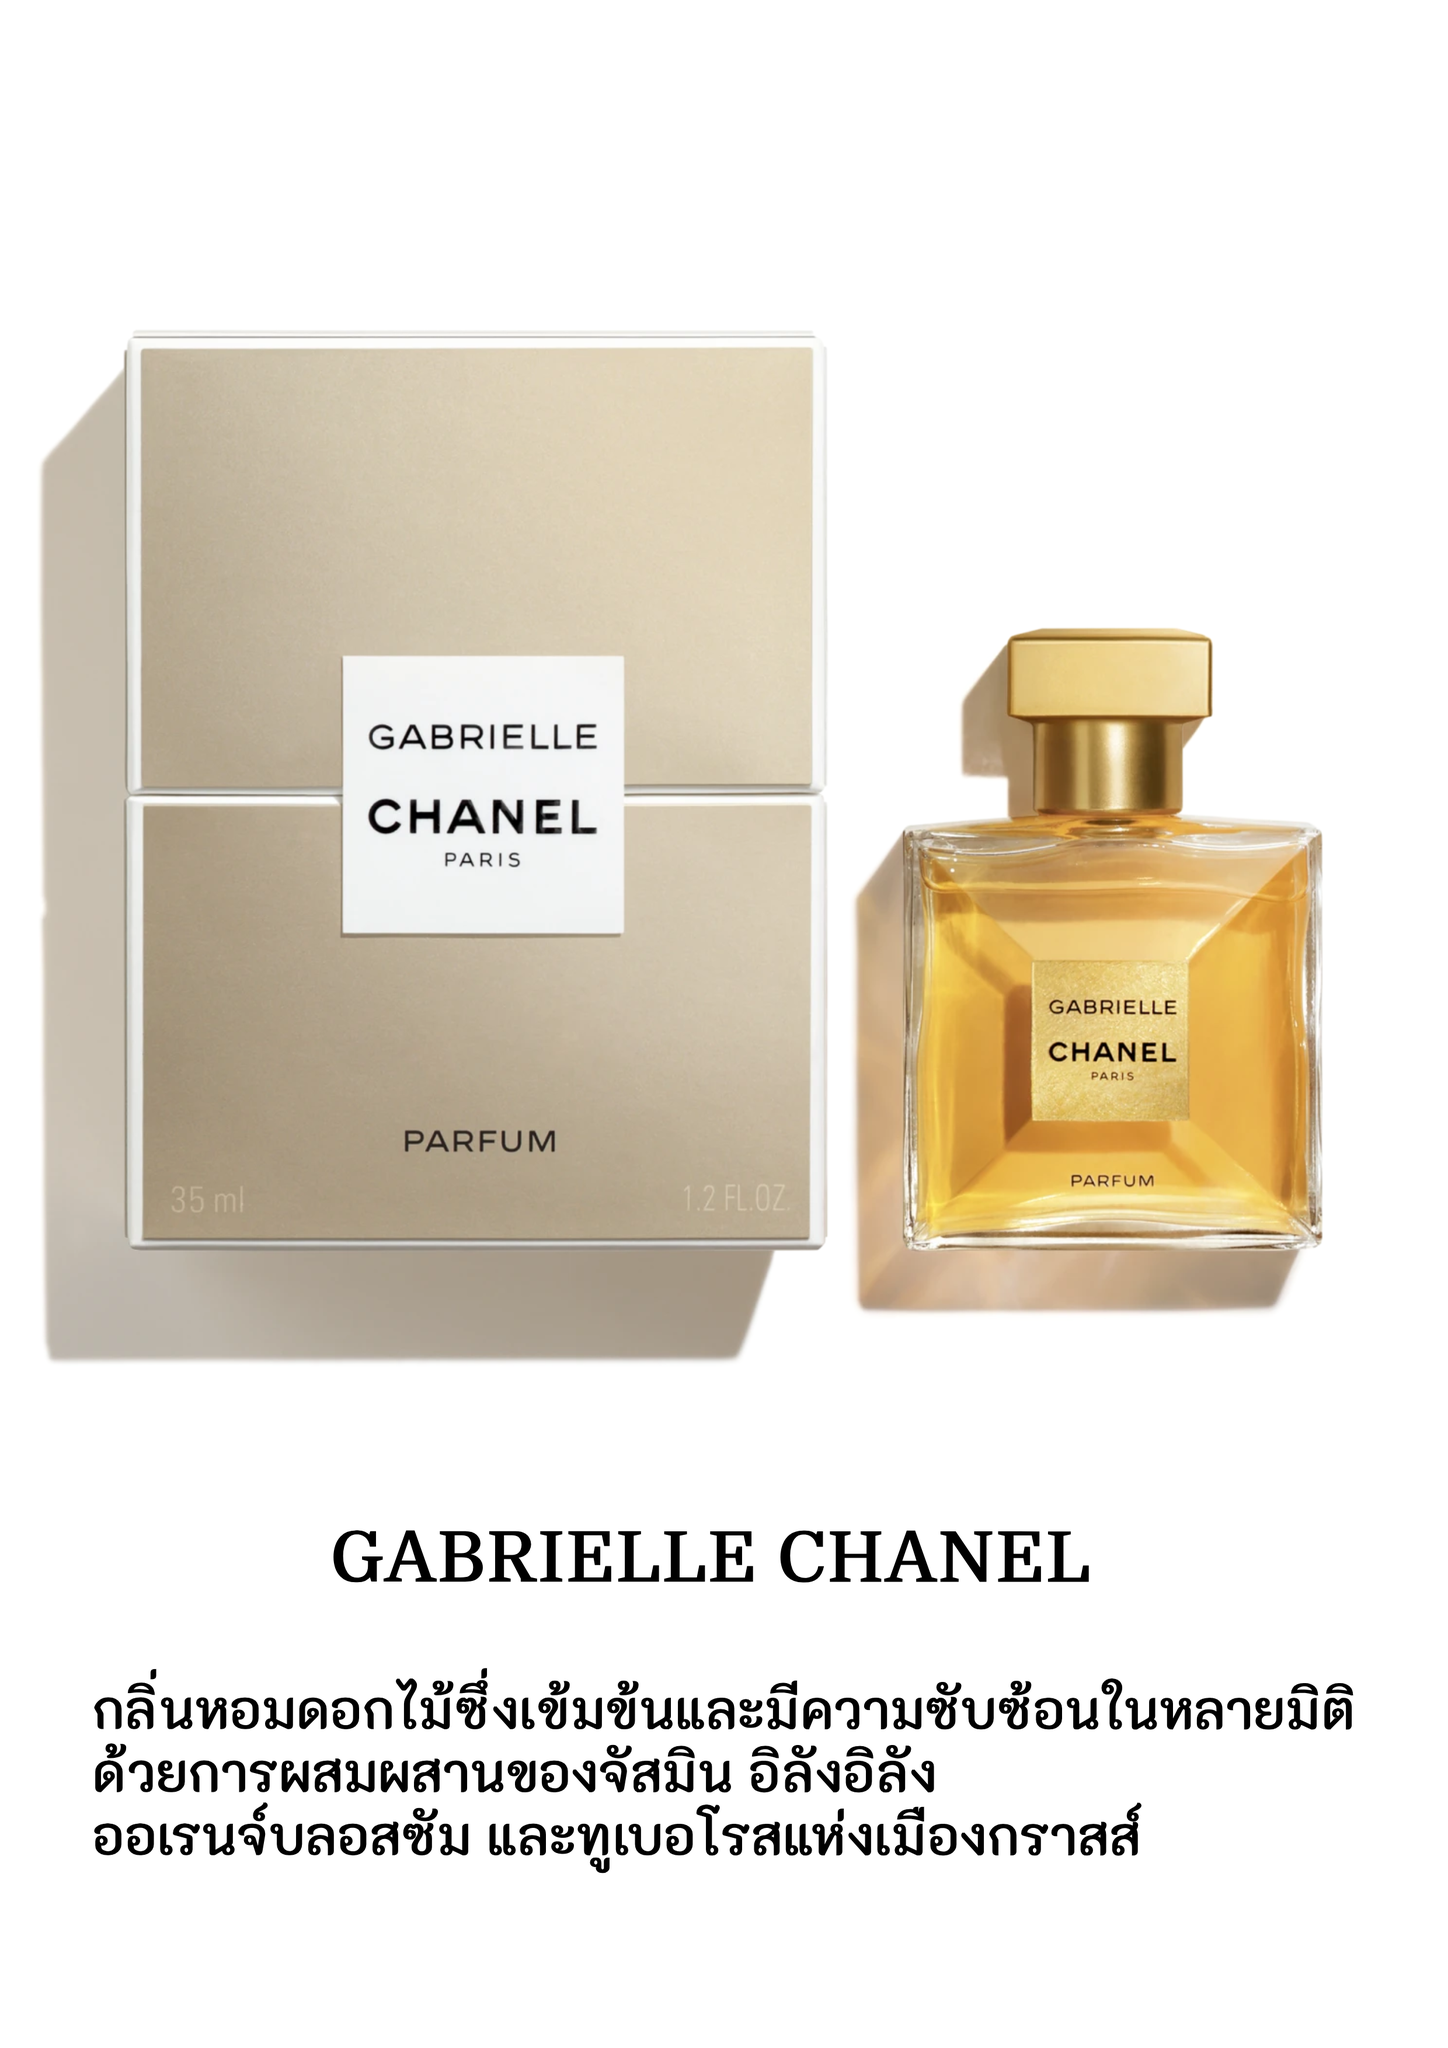 GABRIELLE
CHANEL
PARIS
PARFUM
35 ml
1.2 FL.OZ.
GABRIELLE
CHANEL
PARIS
PARFUM
GABRIELLE CHANEL
กลิ่นหอมดอกไม้ซึ่งเข้มข้นและมีความซับซ้อนในหลายมิติ
ด้วยการผสมผสานของจัสมิน อิลังอิลัง
ออเรนจ์บลอสซัม และทูเบอโรสแห่งเมืองกราสส์